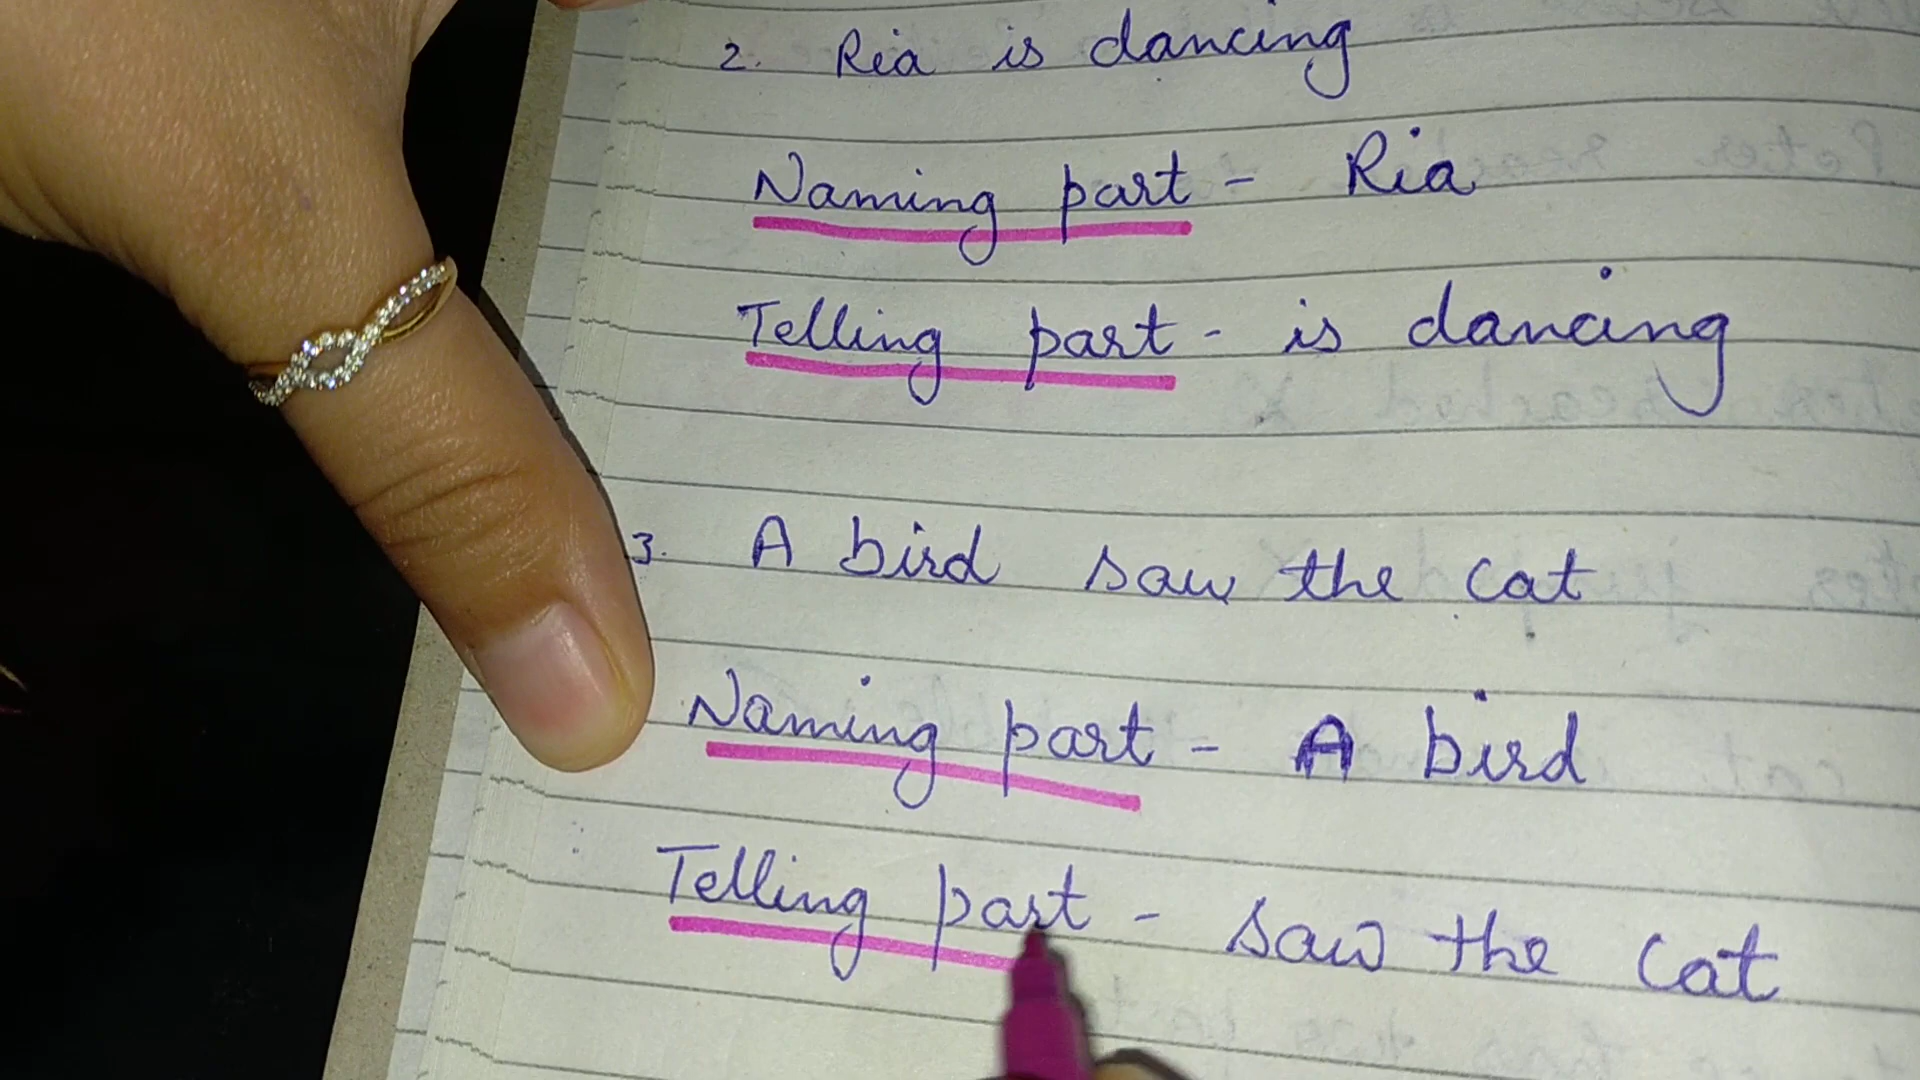 2. Ria is dancing
Naming part - Ria
Telling part - is dancing
3. A bird saw the cat
Naming part - A bird
Telling part - saw the cat